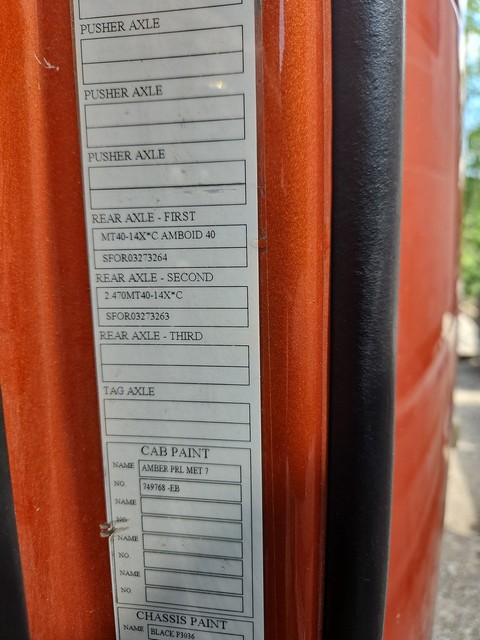 PUSHER AXLE
PUSHER AXLE
PUSHER AXLE
REAR AXLE - FIRST
MT40-14X*C AMBOID 40
SFOR03273264
REAR AXLE - SECOND
2.470MT40-14X*C
SFOR03273263
REAR AXLE - THIRD
TAG AXLE
CAB PAINT
NAME AMBER PRL MET 7
NO. 749768 -EB
NAME
NO.
NAME
NO.
NAME
NO.
CHASSIS PAINT
NAME BLACK P3036